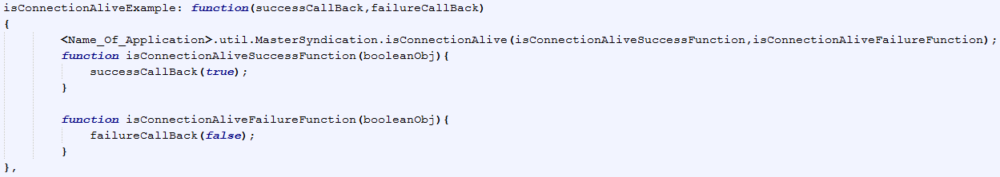 isConnectionAliveExample: function(successCallBack,failureCallBack)
{
<Name_Of_Application>.util.MasterSyndication.isConnectionAlive(isConnectionAliveSuccessFunction,isConnectionAliveFailureFunction);
function isConnectionAliveSuccessFunction(booleanObj){
successCallBack(true);
}
function isConnectionAliveFailureFunction(booleanObj){
failureCallBack(false);
}
},